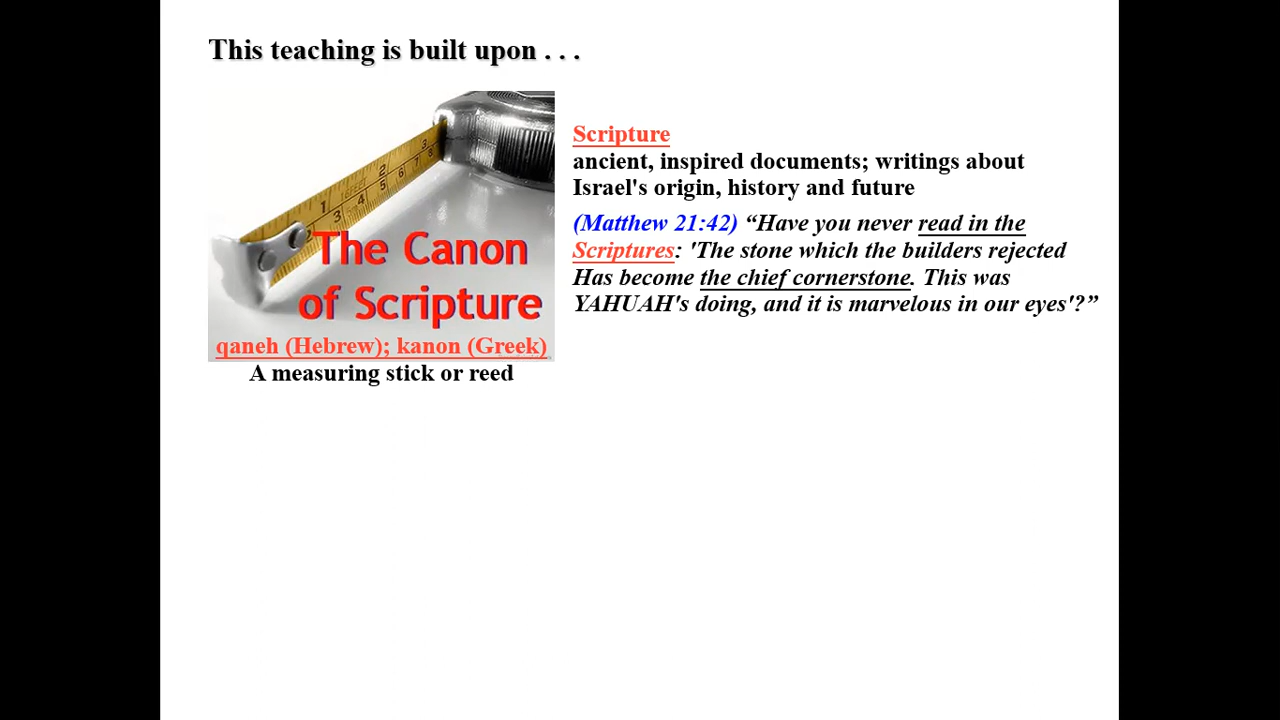 This teaching is built upon . . .
The Canon
of Scripture
qaneh (Hebrew); kanon (Greek)
A measuring stick or reed
Scripture
ancient, inspired documents; writings about
Israel's origin, history and future
(Matthew 21:42) “Have you never read in the
Scriptures: 'The stone which the builders rejected
Has become the chief cornerstone. This was
YAHUAH's doing, and it is marvelous in our eyes'?”